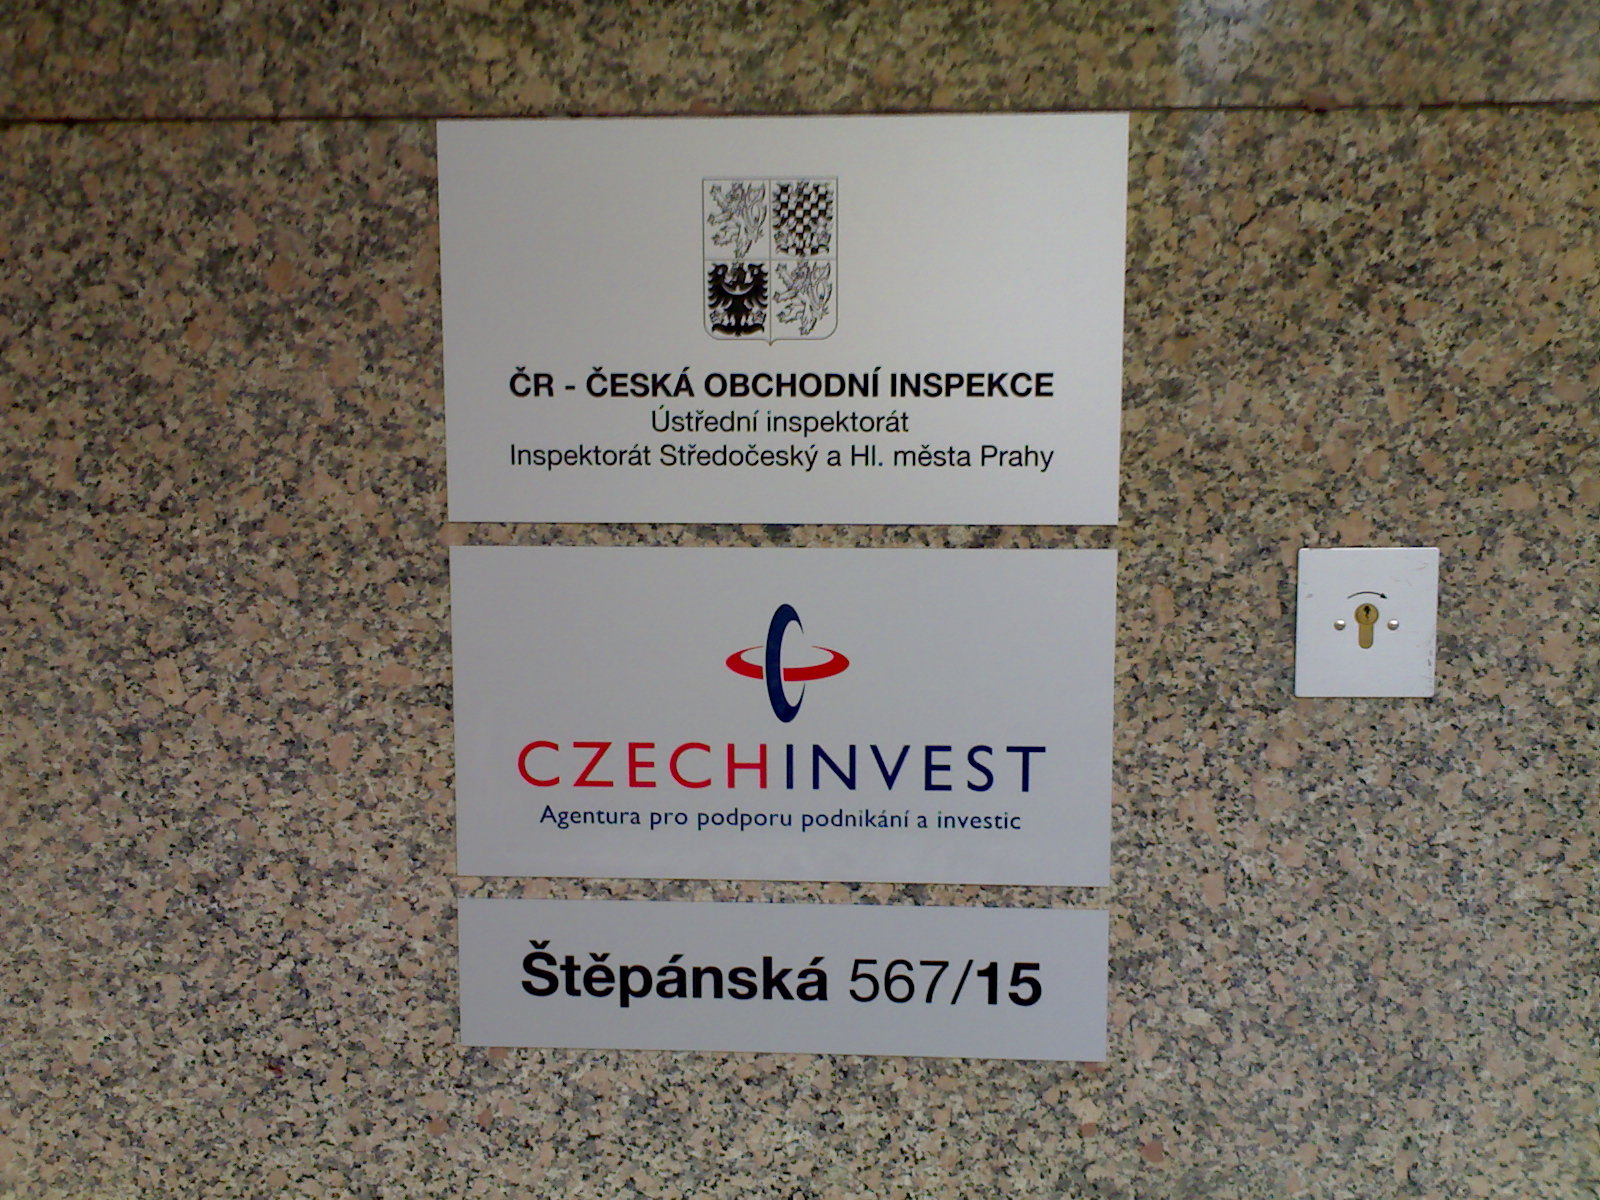 ČR - ČESKÁ OBCHODNÍ INSPEKCE
Ústřední inspektorát
Inspektorát Středočeský a Hl. města Prahy
CZECHINVEST
Agentura pro podporu podnikání a investic
Štěpánská 567/15